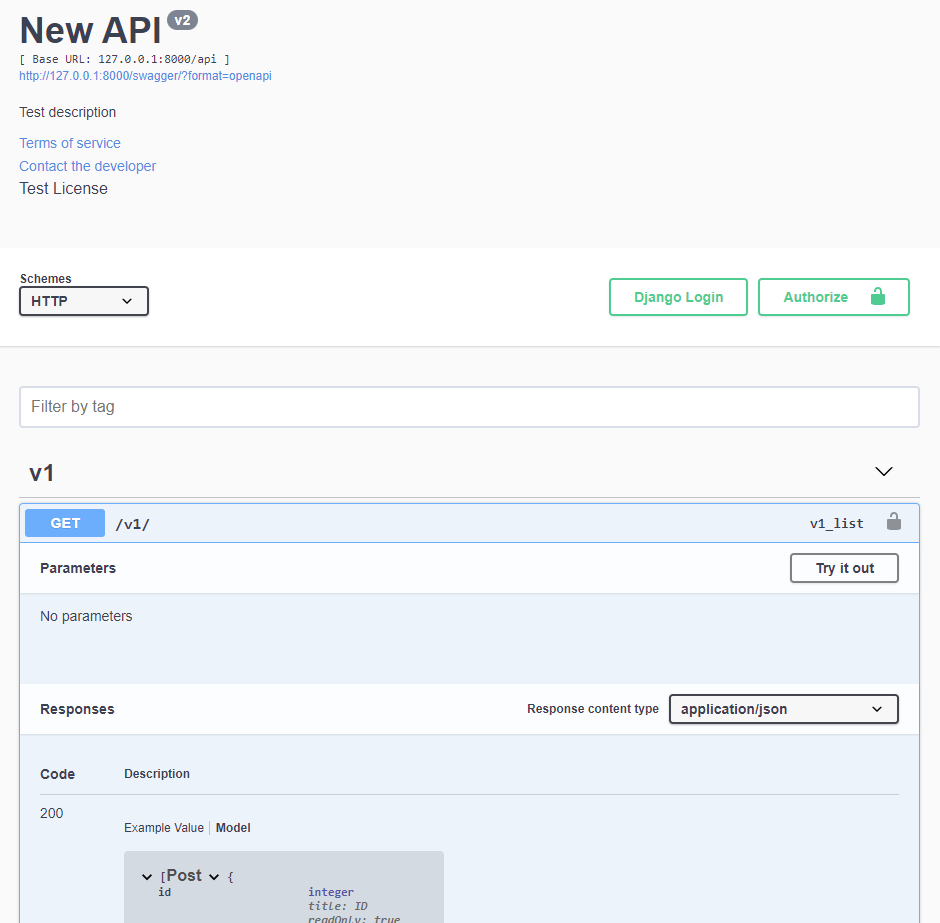 New API v2
[ Base URL: 127.0.0.1:8000/api ]
http://127.0.0.1:8000/swagger/?format=openapi
Test description
Terms of service
Contact the developer
Test License
Schemes
HTTP
Django Login
Authorize
Filter by tag
v1
GET /v1/ v1_list
Parameters Try it out
No parameters
Responses Response content type application/json
Code Description
200
Example Value Model
[Post {
id integer
title: ID
readOnly: true